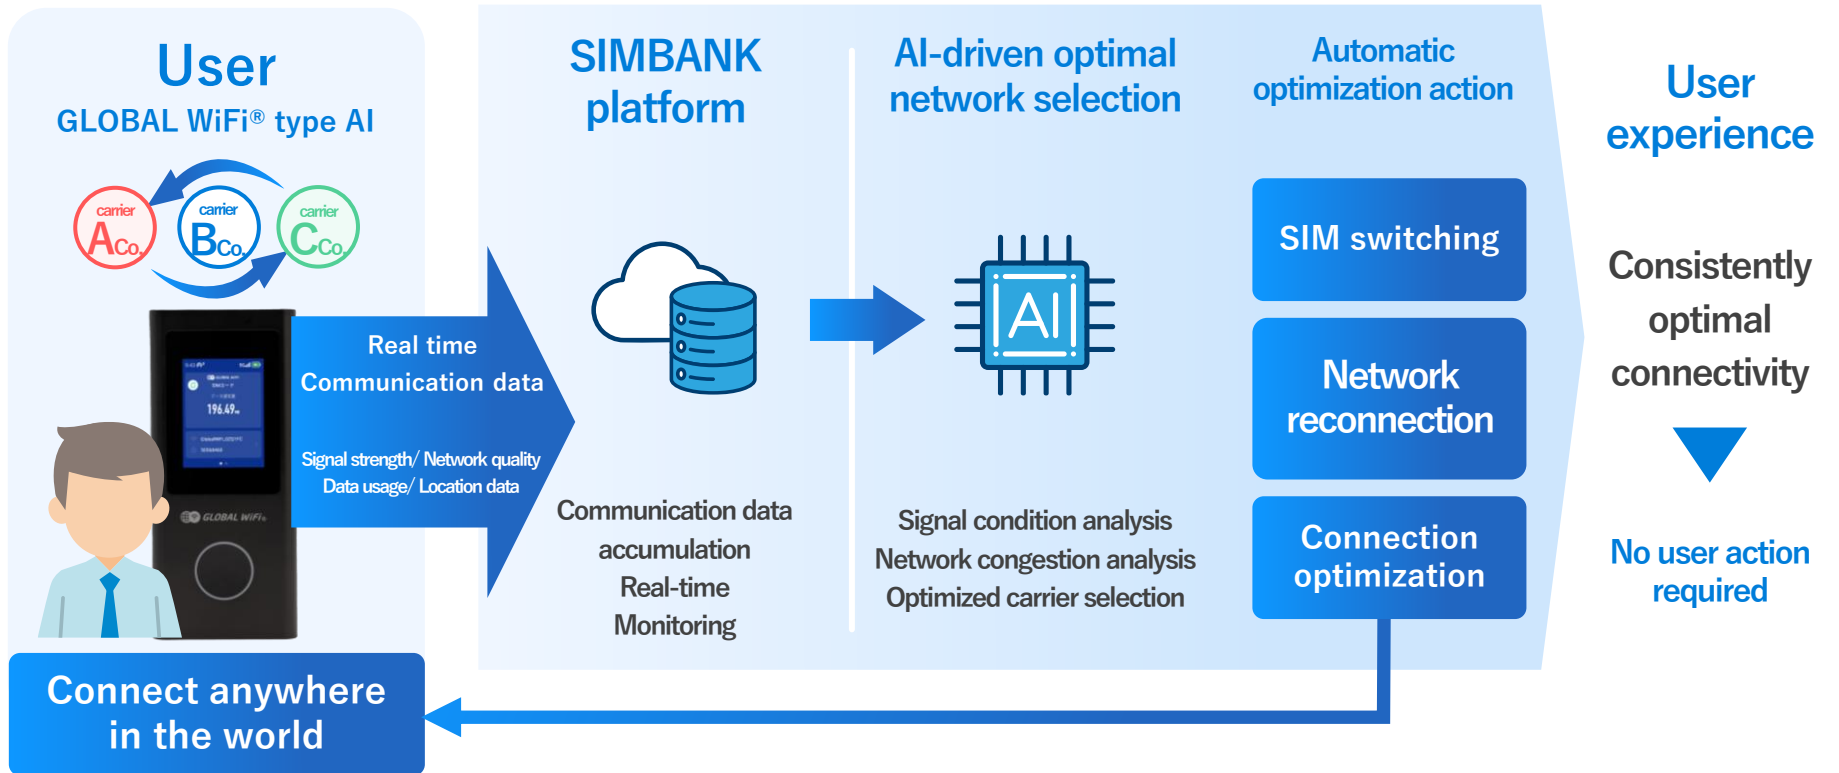 User
GLOBAL WiFi® type AI
carrier
A Co.
carrier
B Co.
carrier
C Co.
196.49
GLOBAL WiFi®
Real time
Communication data
Signal strength/ Network quality
Data usage/ Location data
Connect anywhere
in the world
SIMBANK
platform
Communication data
accumulation
Real-time
Monitoring
AI-driven optimal
network selection
AI
Signal condition analysis
Network congestion analysis
Optimized carrier selection
Automatic
optimization action
SIM switching
Network
reconnection
Connection
optimization
User
experience
Consistently
optimal
connectivity
No user action
required